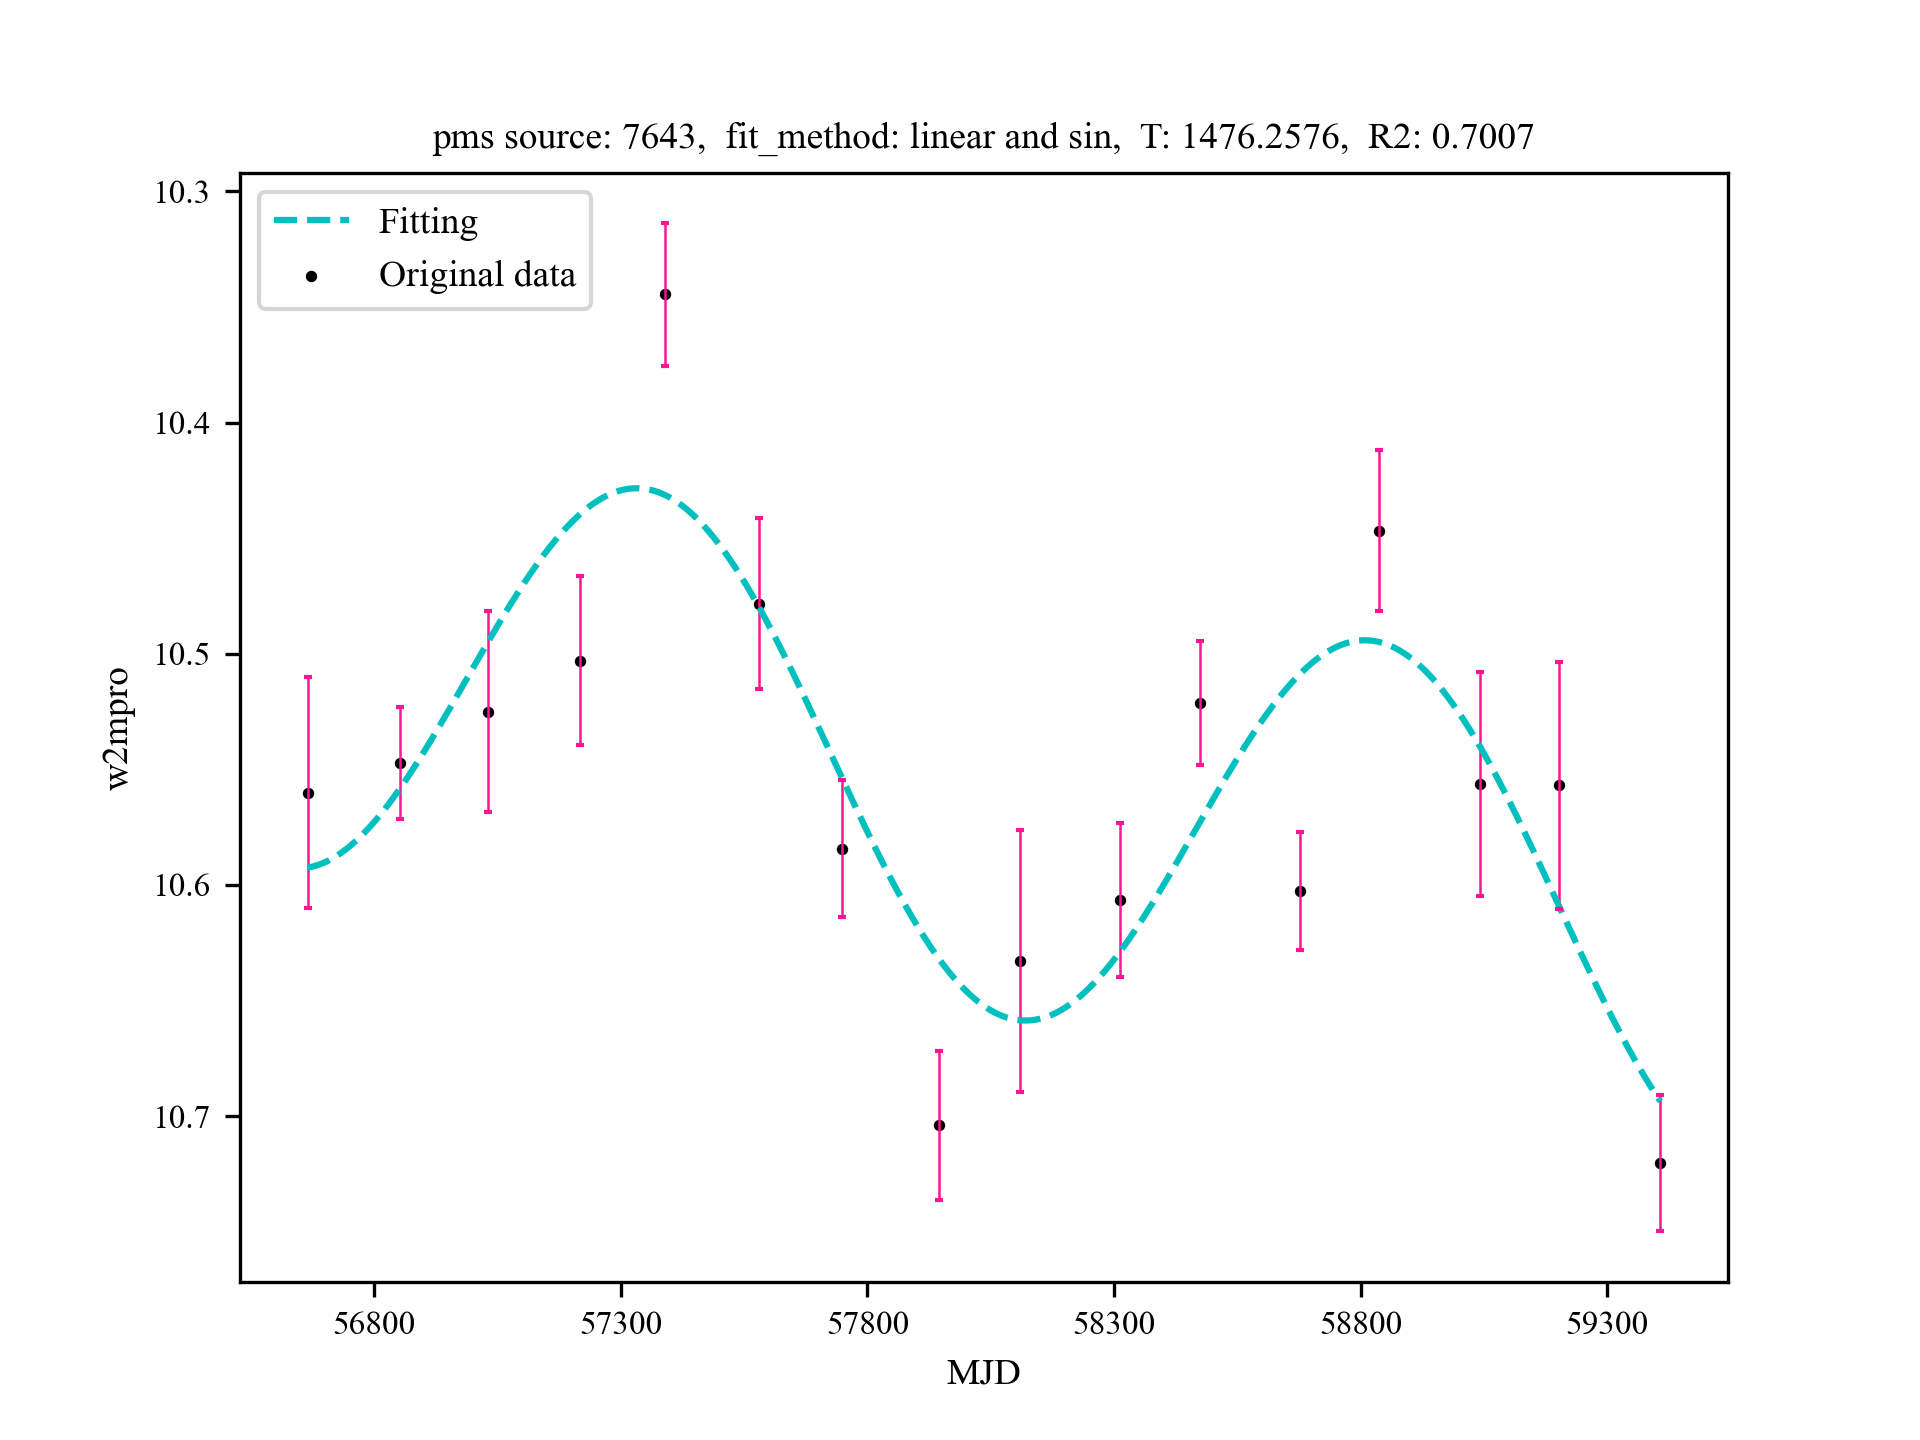 pms source: 7643,  fit_method: linear and sin,  T: 1476.2576,  R2: 0.7007
Fitting
Original data
10.3
10.4
10.5
10.6
10.7
w2mpro
56800
57300
57800
58300
58800
59300
MJD